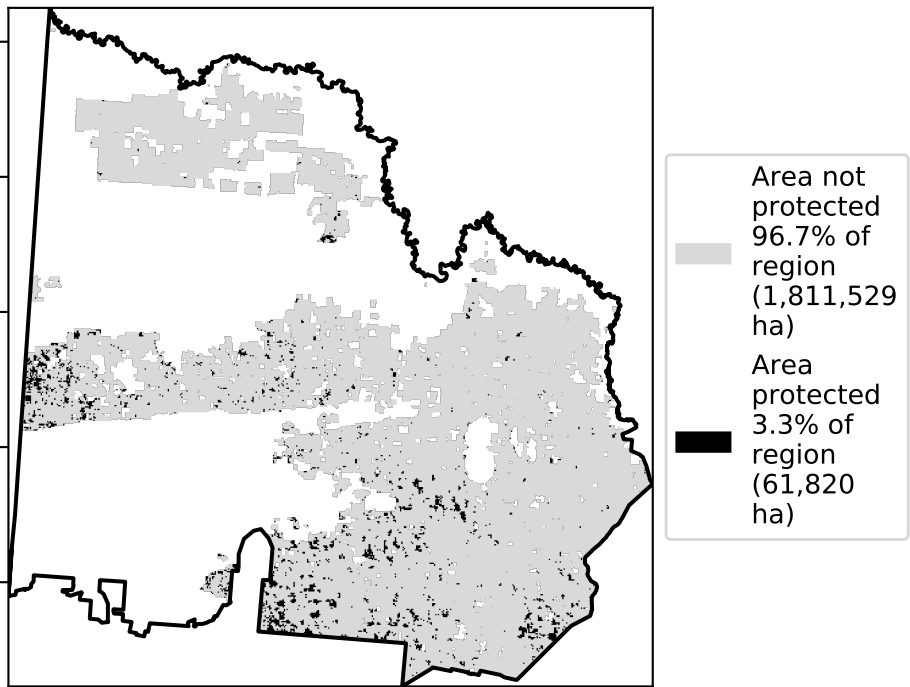 Area not
protected
96.7% of
region
(1,811,529
ha)
Area
protected
3.3% of
region
(61,820
ha)